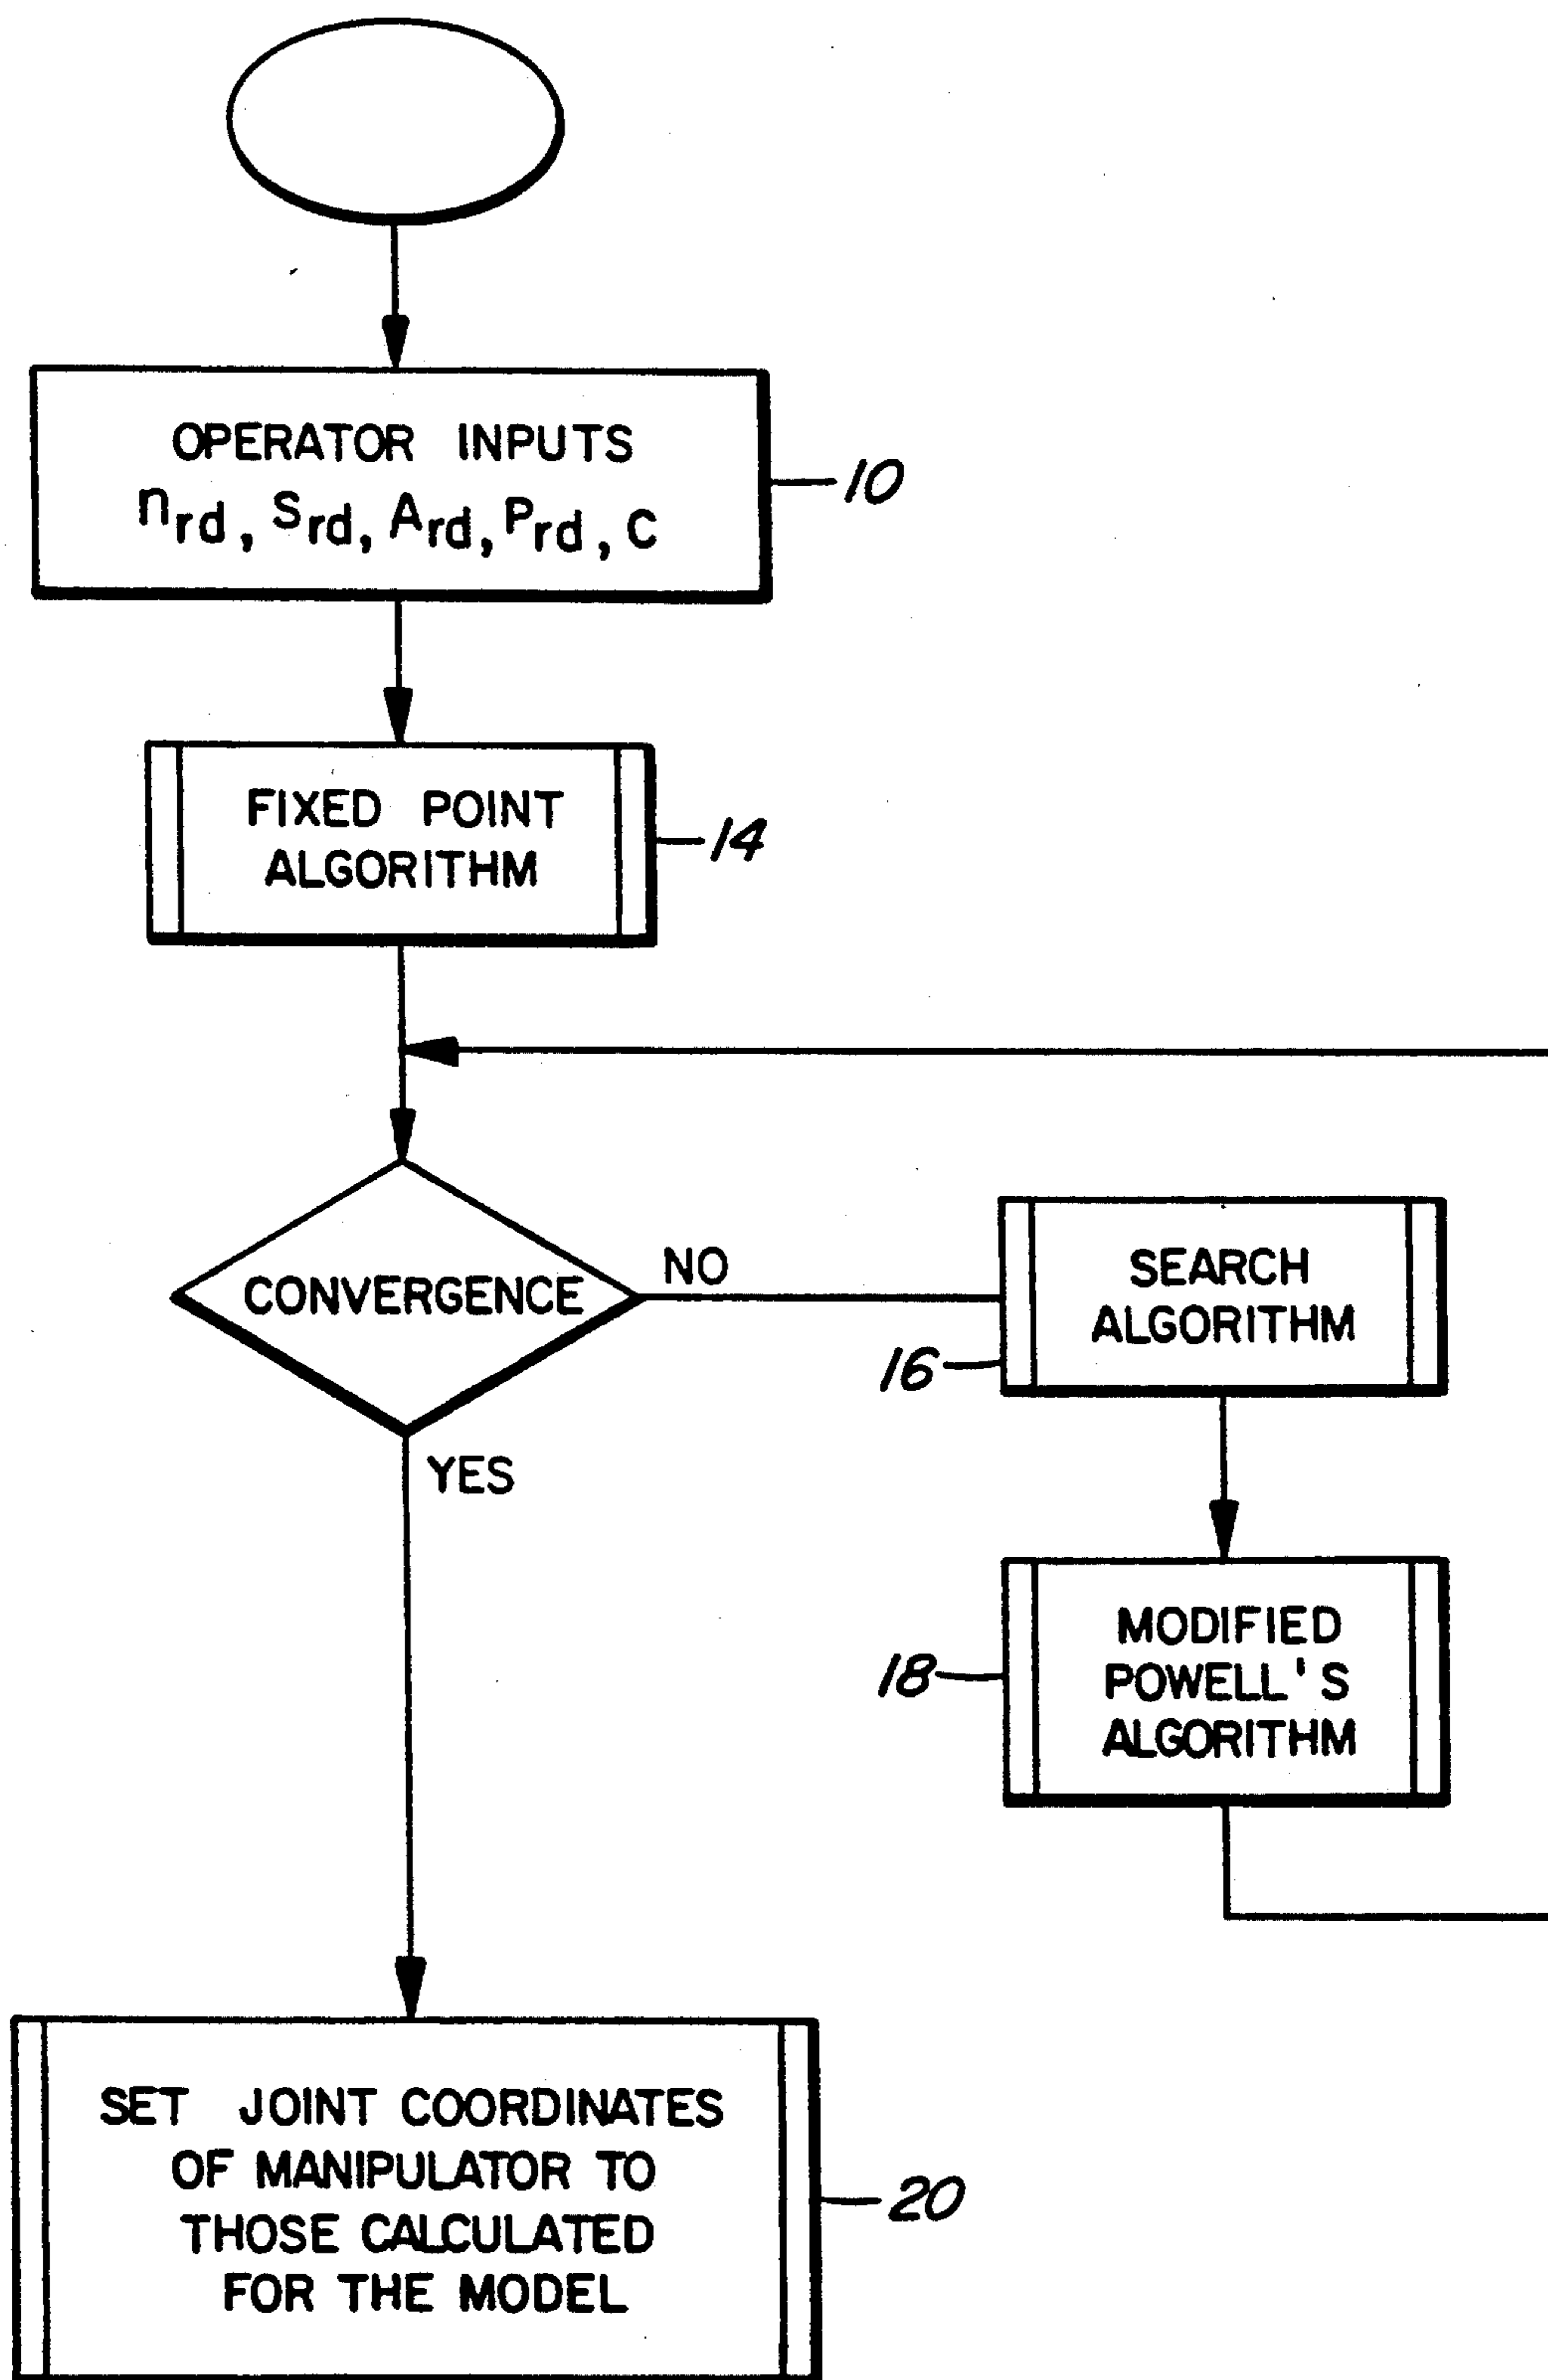 OPERATOR INPUTS
nrd, Srd, Ard, Prd, C
10
FIXED POINT
ALGORITHM
14
CONVERGENCE
NO
YES
SEARCH
ALGORITHM
16
MODIFIED
POWELL'S
ALGORITHM
18
SET JOINT COORDINATES
OF MANIPULATOR TO
THOSE CALCULATED
FOR THE MODEL
20